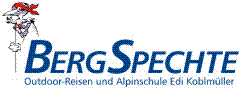 BERGSPECHTE
Outdoor-Reisen und Alpinschule Edi Koblmüller